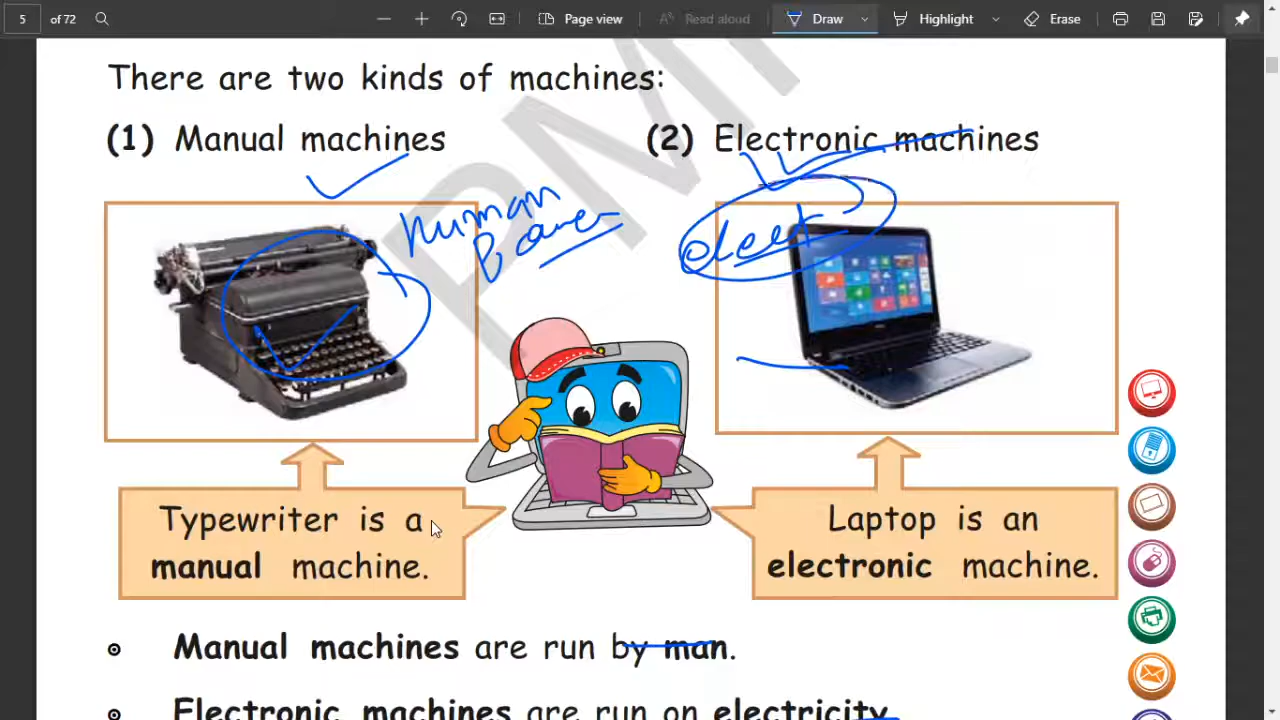 5 of 72 Page view Read aloud Draw Highlight Erase
There are two kinds of machines:
(1) Manual machines (2) Electronic machines
human
Power
elect
Typewriter is a
manual machine.
Laptop is an
electronic machine.
Manual machines are run by man.
Electronic machines are run on electricity.